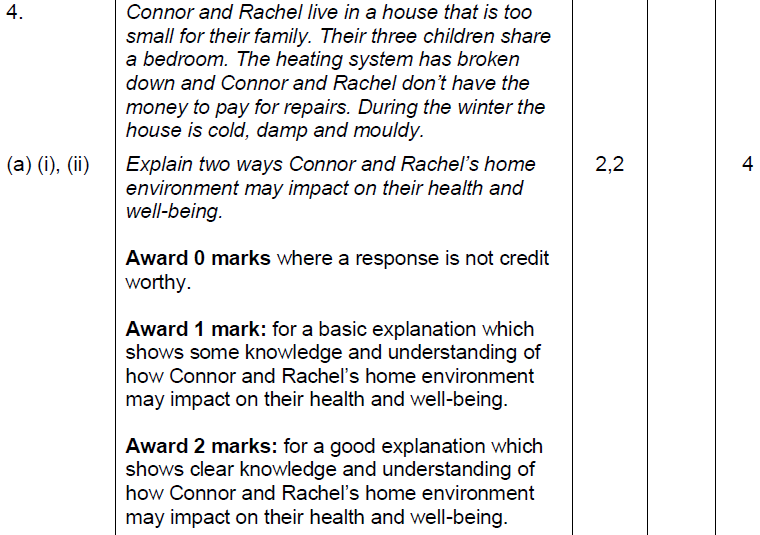 4.
Connor and Rachel live in a house that is too
small for their family. Their three children share
a bedroom. The heating system has broken
down and Connor and Rachel don't have the
money to pay for repairs. During the winter the
house is cold, damp and mouldy.
(a) (i), (ii)
Explain two ways Connor and Rachel's home
environment may impact on their health and
well-being.
2,2
4
Award 0 marks where a response is not credit
worthy.
Award 1 mark: for a basic explanation which
shows some knowledge and understanding of
how Connor and Rachel's home environment
may impact on their health and well-being.
Award 2 marks: for a good explanation which
shows clear knowledge and understanding of
how Connor and Rachel's home environment
may impact on their health and well-being.